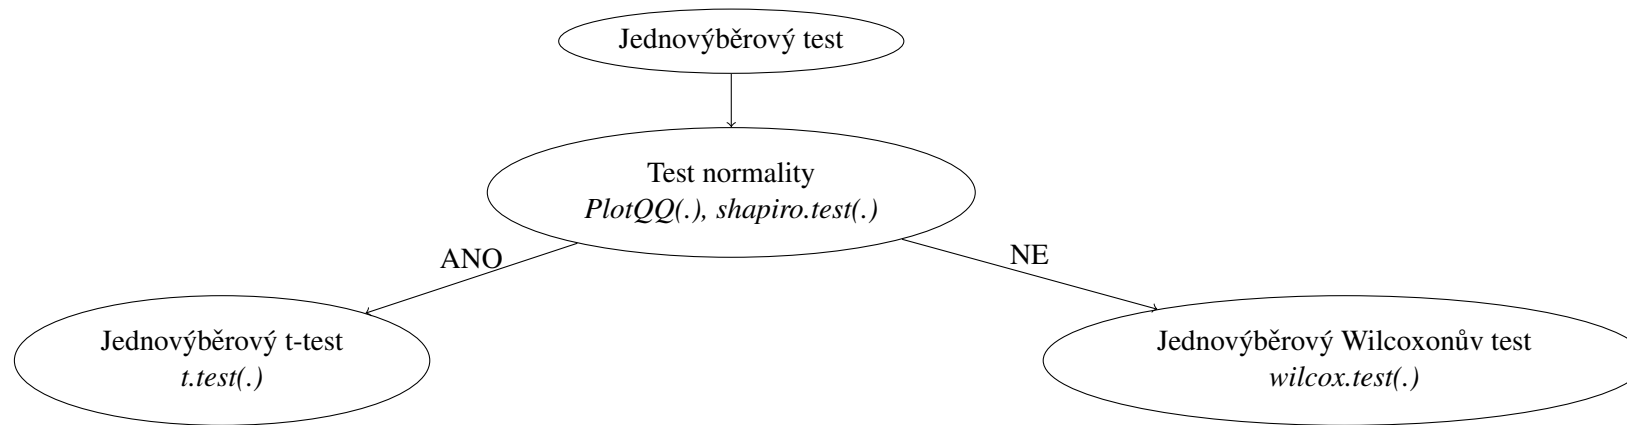 Jednovýběrový test
Test normality
PlotQQ(.), shapiro.test(.)
ANO
NE
Jednovýběrový t-test
t.test(.)
Jednovýběrový Wilcoxonův test
wilcox.test(.)